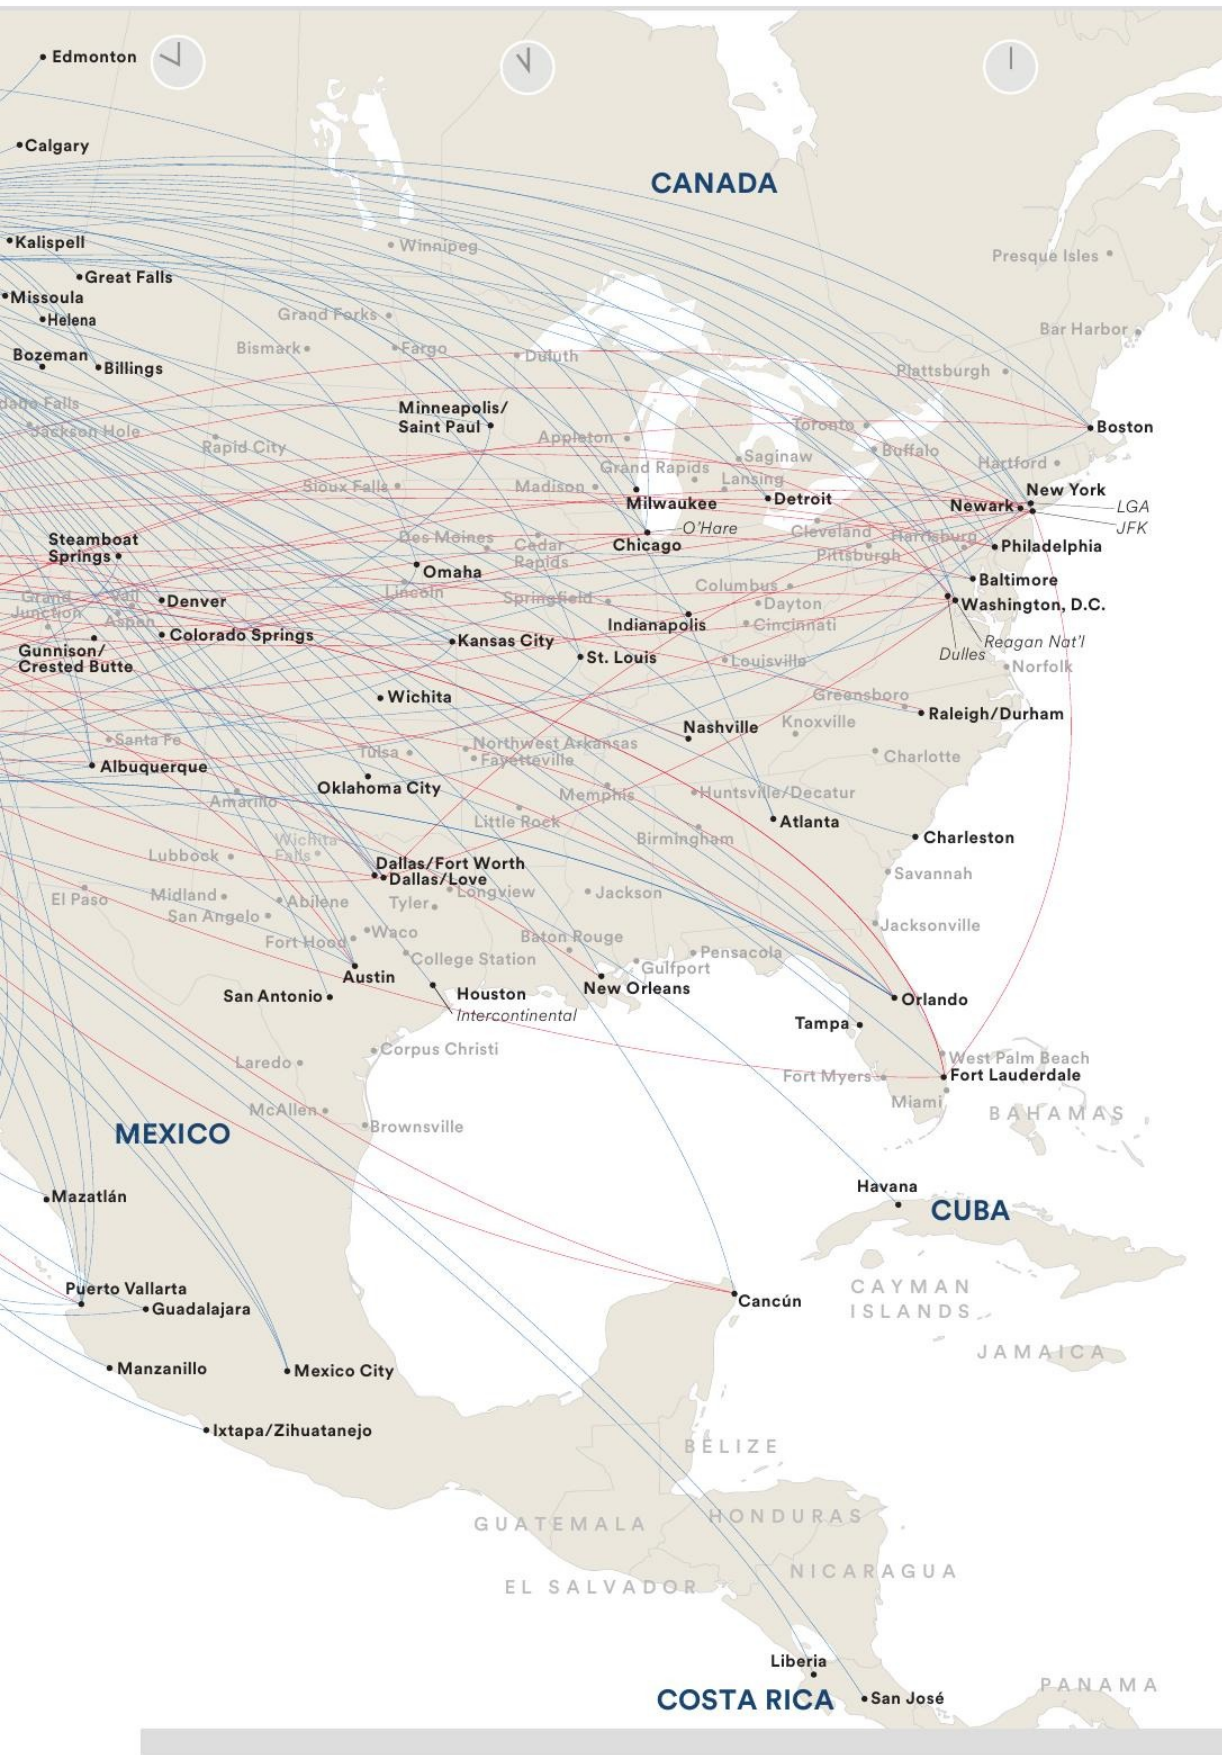 Edmonton
Calgary
CANADA
Kalispell
Winnipeg
Presque Isles
Great Falls
Missoula
Helena
Grand Forks
Bar Harbor
Bismark
Fargo
Duluth
Bozeman
Billings
Plattsburgh
Idaho Falls
Jackson Hole
Minneapolis/
Saint Paul
Rapid City
Appleton
Toronto
Boston
Saginaw
Buffalo
Hartford
Grand Rapids
Lansing
Sioux Falls
Madison
Milwaukee
Detroit
New York
Newark
LGA
JFK
O'Hare
Chicago
Cleveland
Harrisburg
Pittsburgh
Philadelphia
Steamboat
Springs
Des Moines
Cedar
Rapids
Omaha
Lincoln
Columbus
Baltimore
Grand
Junction
Vail
Aspen
Denver
Springfield
Dayton
Washington, D.C.
Indianapolis
Cincinnati
Colorado Springs
Kansas City
Reagan Nat'l
Dulles
Gunnison/
Crested Butte
St. Louis
Louisville
Norfolk
Wichita
Greensboro
Raleigh/Durham
Nashville
Knoxville
Santa Fe
Tulsa
Northwest Arkansas
Fayetteville
Charlotte
Albuquerque
Oklahoma City
Amarillo
Memphis
Huntsville/Decatur
Little Rock
Atlanta
Birmingham
Charleston
Wichita
Falls
Lubbock
Dallas/Fort Worth
Dallas/Love
Savannah
El Paso
Midland
Abilene
Tyler
Longview
Jackson
San Angelo
Waco
Fort Hood
Baton Rouge
Jacksonville
College Station
Pensacola
Gulfport
Austin
San Antonio
Houston
Intercontinental
New Orleans
Orlando
Tampa
Laredo
Corpus Christi
West Palm Beach
Fort Myers
Fort Lauderdale
Miami
McAllen
Brownsville
BAHAMAS
MEXICO
Mazatlán
Havana
CUBA
Puerto Vallarta
Guadalajara
Cancún
CAYMAN
ISLANDS
JAMAICA
Manzanillo
Mexico City
Ixtapa/Zihuatanejo
BELIZE
GUATEMALA
HONDURAS
EL SALVADOR
NICARAGUA
Liberia
COSTA RICA
San José
PANAMA